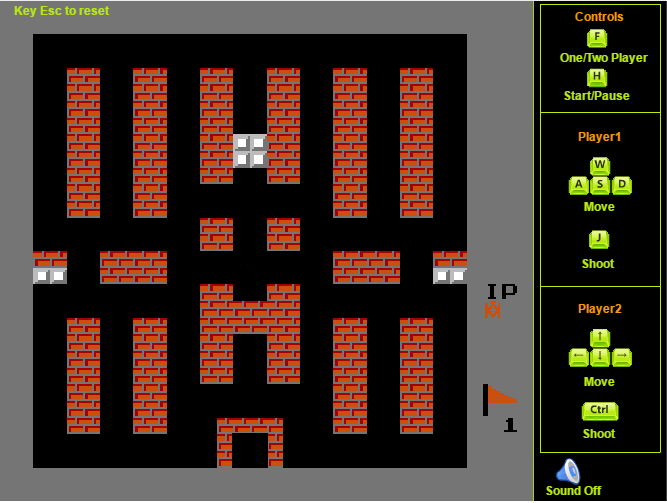 Key Esc to reset
IP
1
Controls
F
One/Two Player
H
Start/Pause
Player1
W
A S D
Move
J
Shoot
Player2
↑
← ↓ →
Move
Ctrl
Shoot
Sound Off